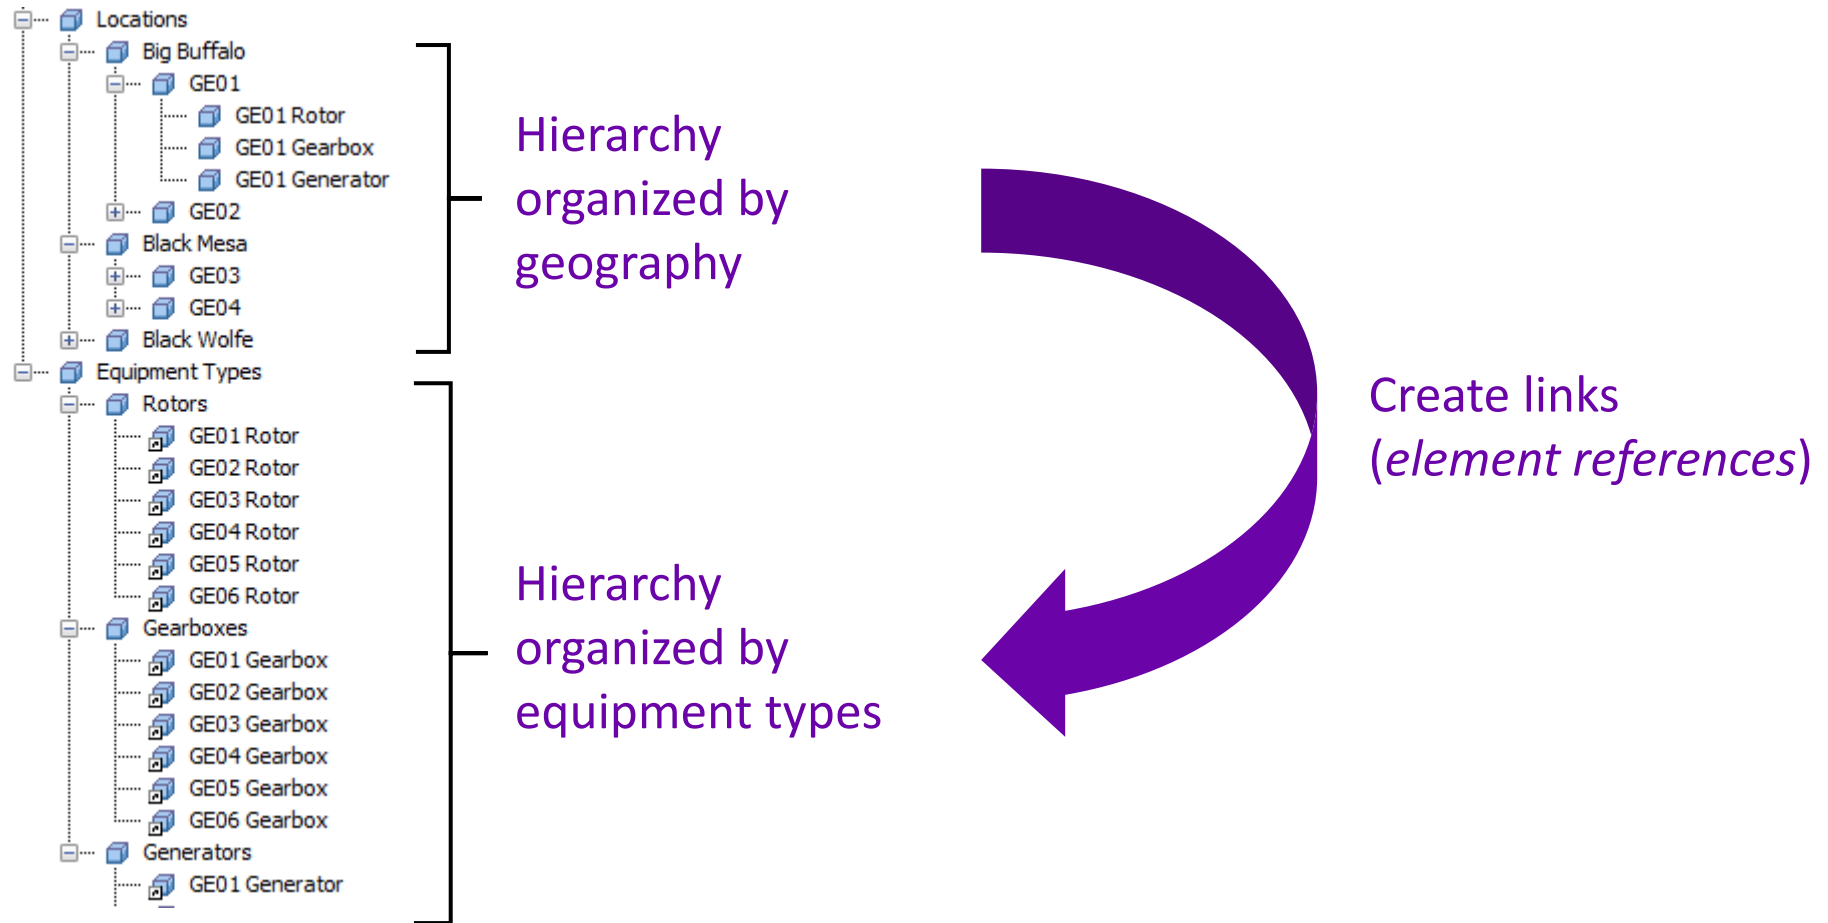 Locations
Big Buffalo
GE01
GE01 Rotor
GE01 Gearbox
GE01 Generator
GE02
Black Mesa
GE03
GE04
Black Wolfe
Equipment Types
Rotors
GE01 Rotor
GE02 Rotor
GE03 Rotor
GE04 Rotor
GE05 Rotor
GE06 Rotor
Gearboxes
GE01 Gearbox
GE02 Gearbox
GE03 Gearbox
GE04 Gearbox
GE05 Gearbox
GE06 Gearbox
Generators
GE01 Generator
Hierarchy
organized by
geography
Hierarchy
organized by
equipment types
Create links
(element references)